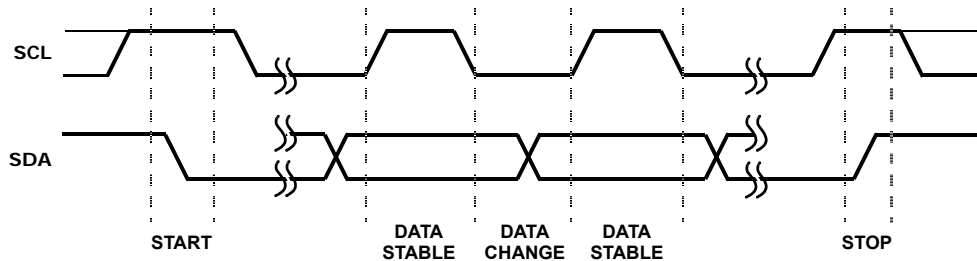 SCL
SDA
START
DATA
STABLE
DATA
CHANGE
DATA
STABLE
STOP